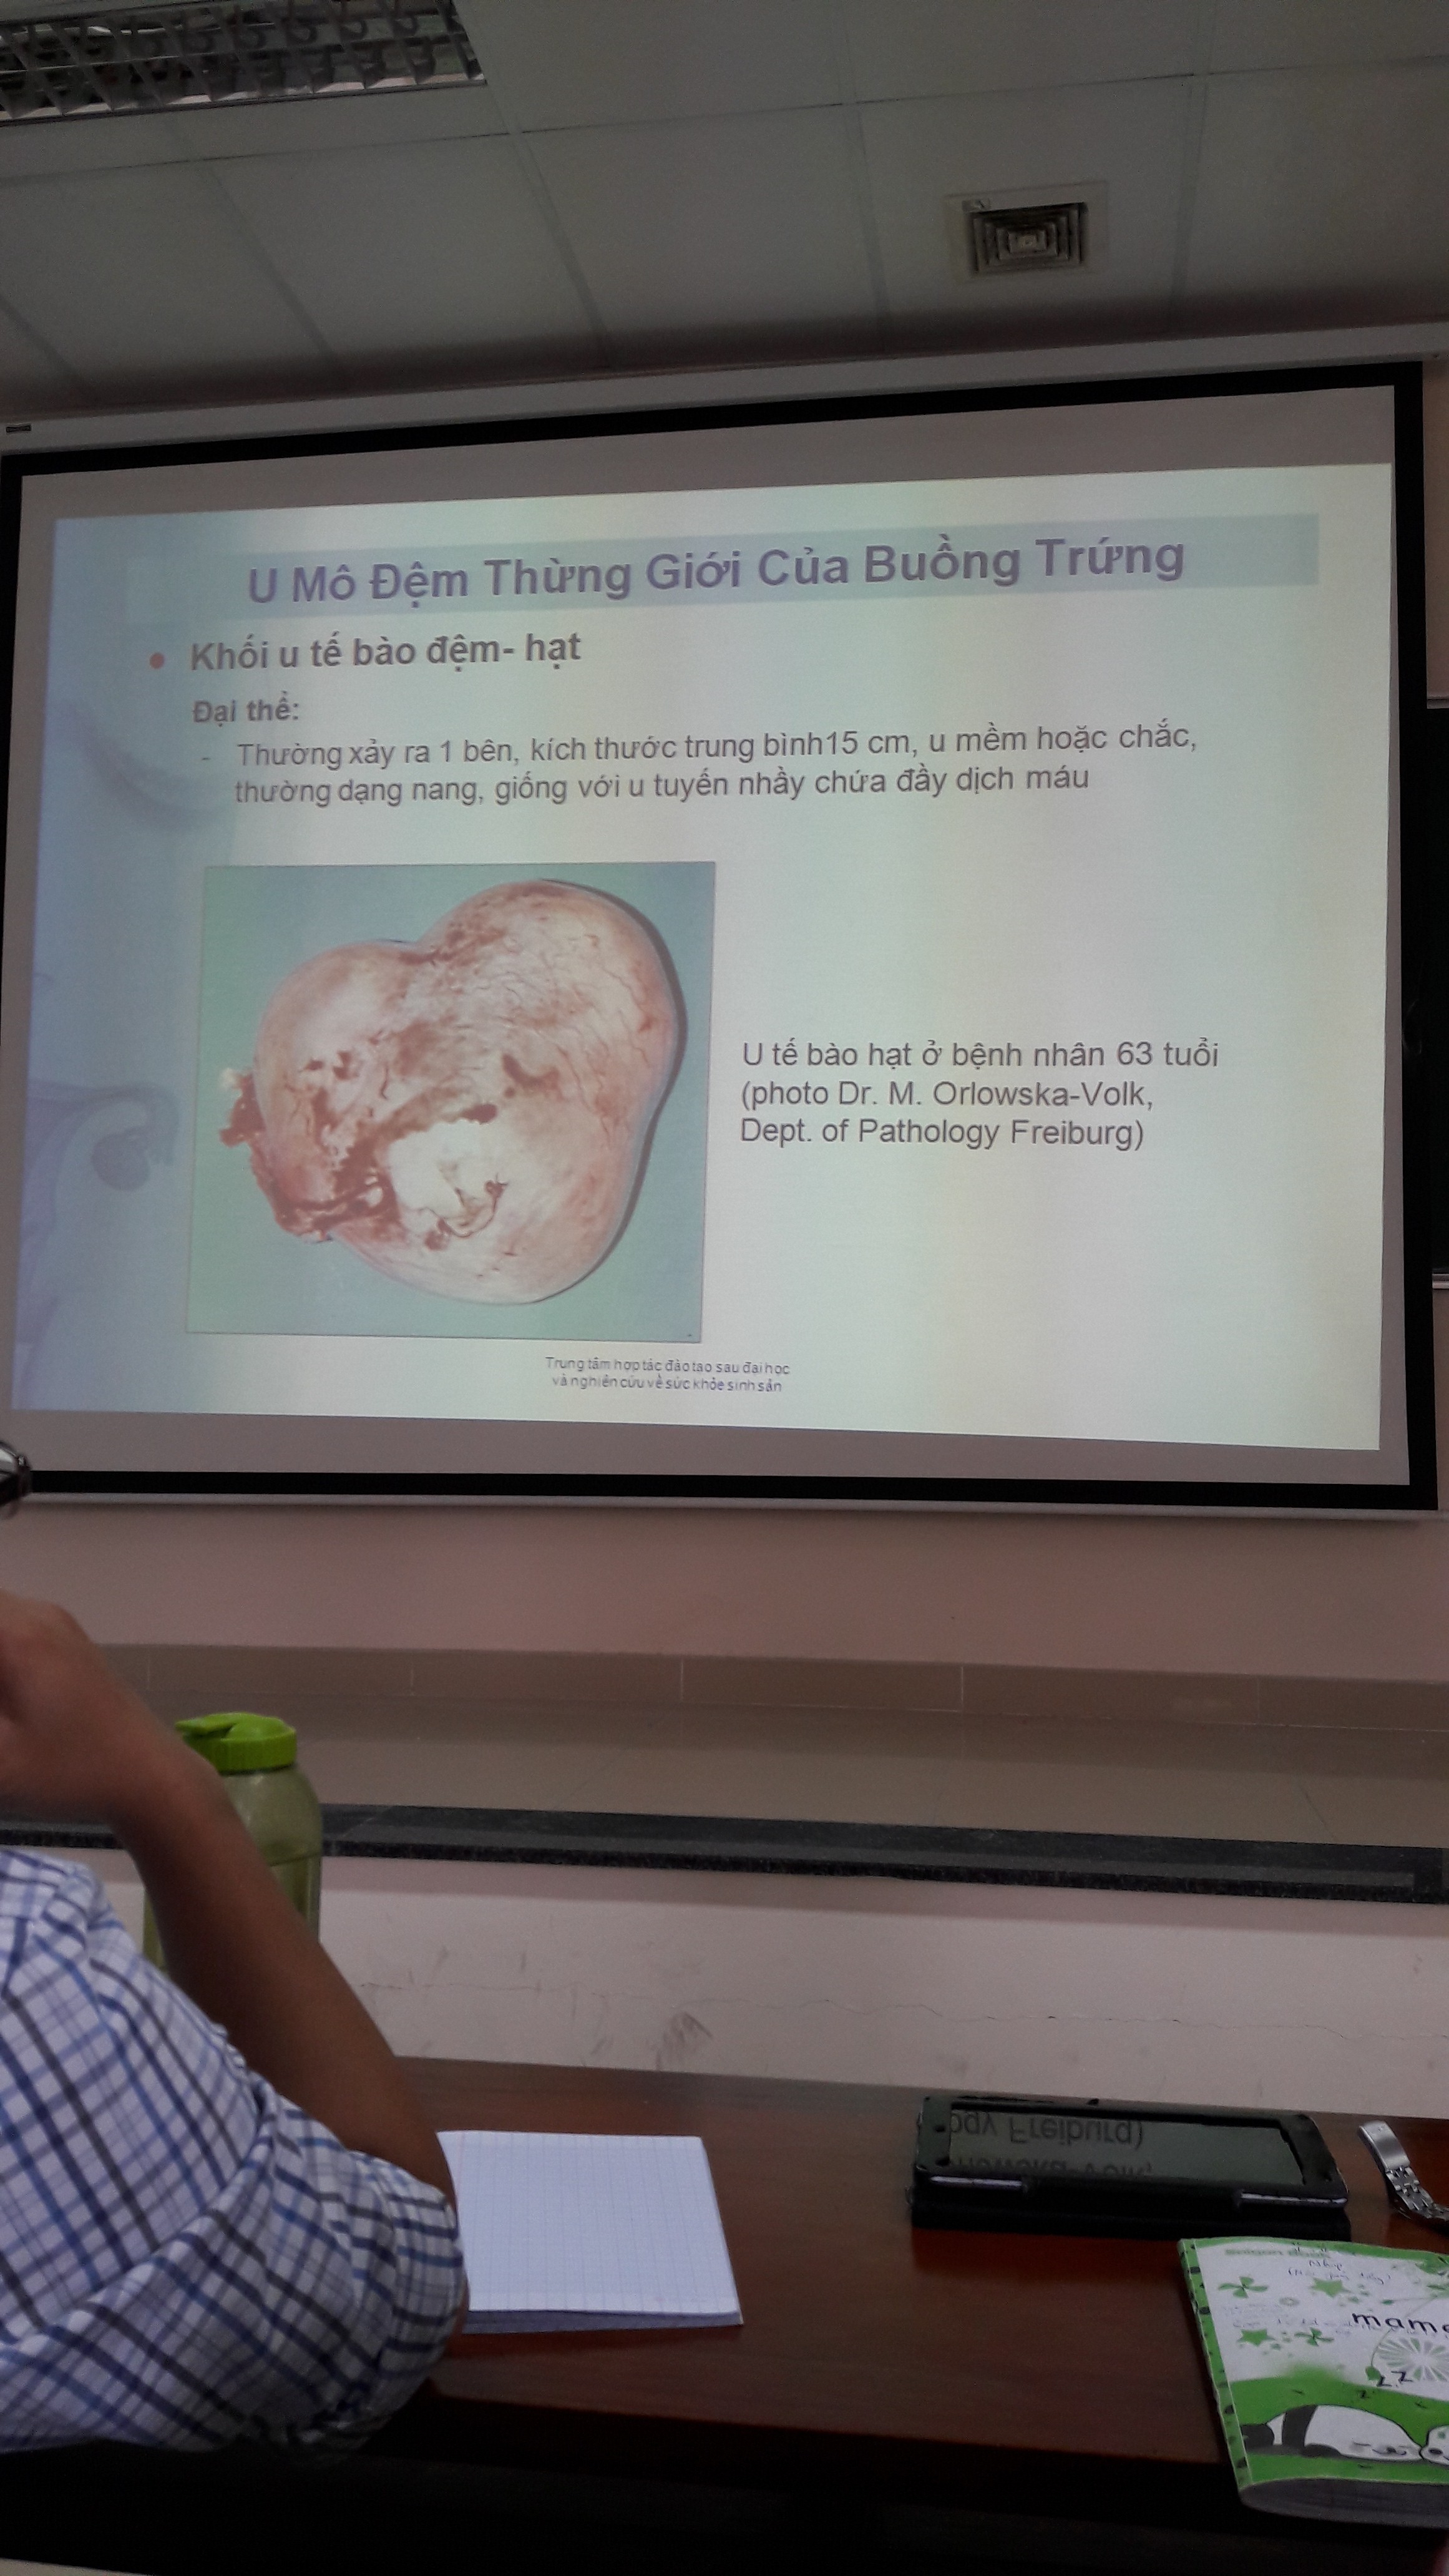 U Mô Đệm Thừng Giới Của Buồng Trứng
Khối u tế bào đệm- hạt
Đại thể:
- Thường xảy ra 1 bên, kích thước trung bình15 cm, u mềm hoặc chắc,
thường dạng nang, giống với u tuyến nhầy chứa đầy dịch máu
U tế bào hạt ở bệnh nhân 63 tuổi
(photo Dr. M. Orlowska-Volk,
Dept. of Pathology Freiburg)
Trung tâm hợp tác đào tạo sau đại học
và nghiên cứu về sức khỏe sinh sản
ogy Freiburg)
mam
z z z